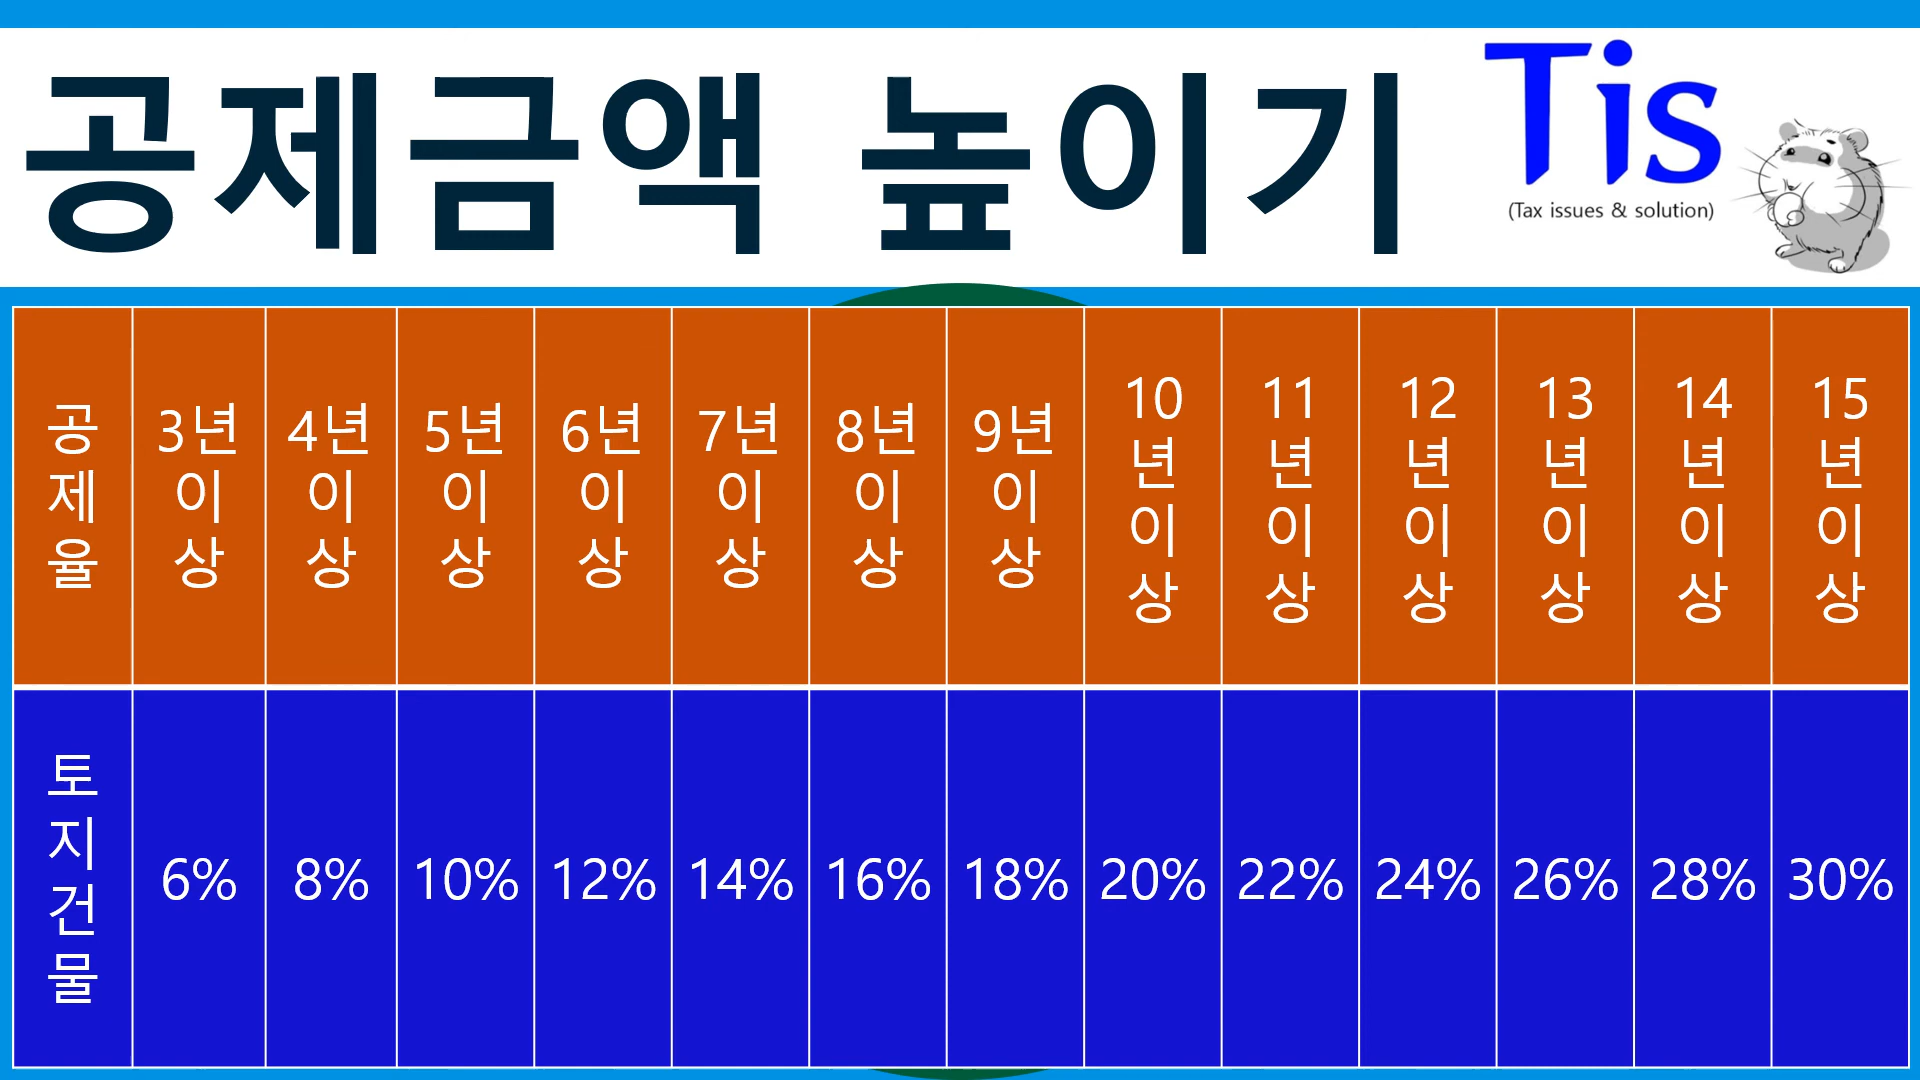 공제금액 높이기
Tis
(Tax issues & solution)
공제율 3년이상 4년이상 5년이상 6년이상 7년이상 8년이상 9년이상 10년이상 11년이상 12년이상 13년이상 14년이상 15년이상
토지건물 6% 8% 10% 12% 14% 16% 18% 20% 22% 24% 26% 28% 30%